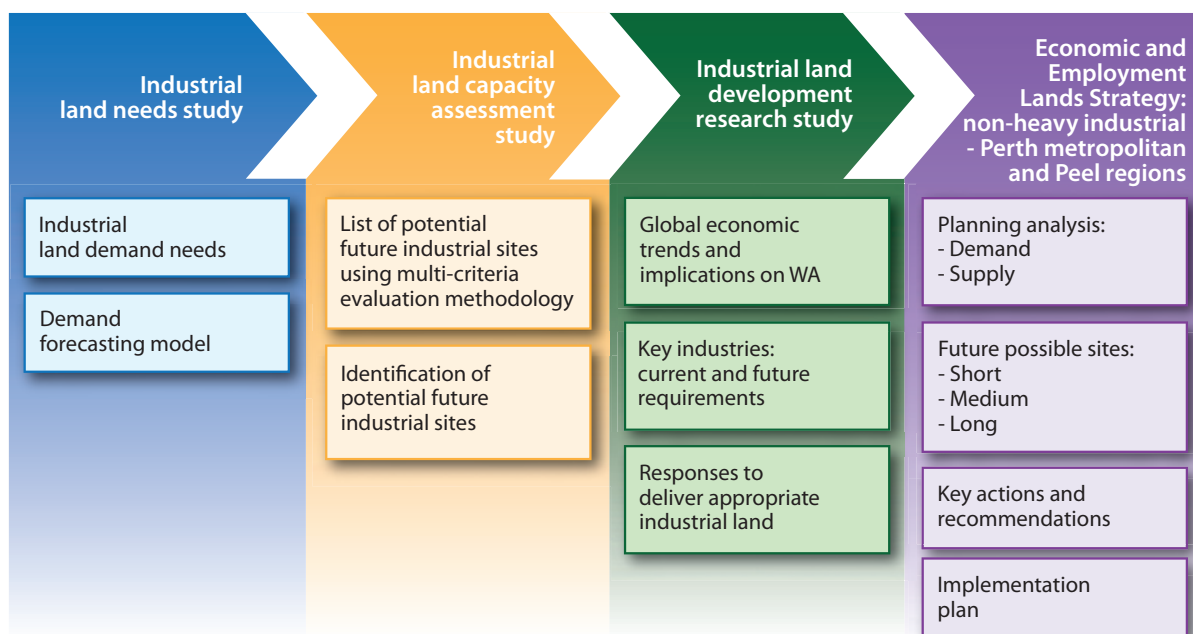 Industrial
land needs study
Industrial
land demand needs
Demand
forecasting model
Industrial
land capacity
assessment
study
List of potential
future industrial sites
using multi-criteria
evaluation methodology
Identification of
potential future
industrial sites
Industrial land
development
research study
Global economic
trends and
implications on WA
Key industries:
current and future
requirements
Responses to
deliver appropriate
industrial land
Economic and
Employment
Lands Strategy:
non-heavy industrial
- Perth metropolitan
and Peel regions
Planning analysis:
- Demand
- Supply
Future possible sites:
- Short
- Medium
- Long
Key actions and
recommendations
Implementation
plan